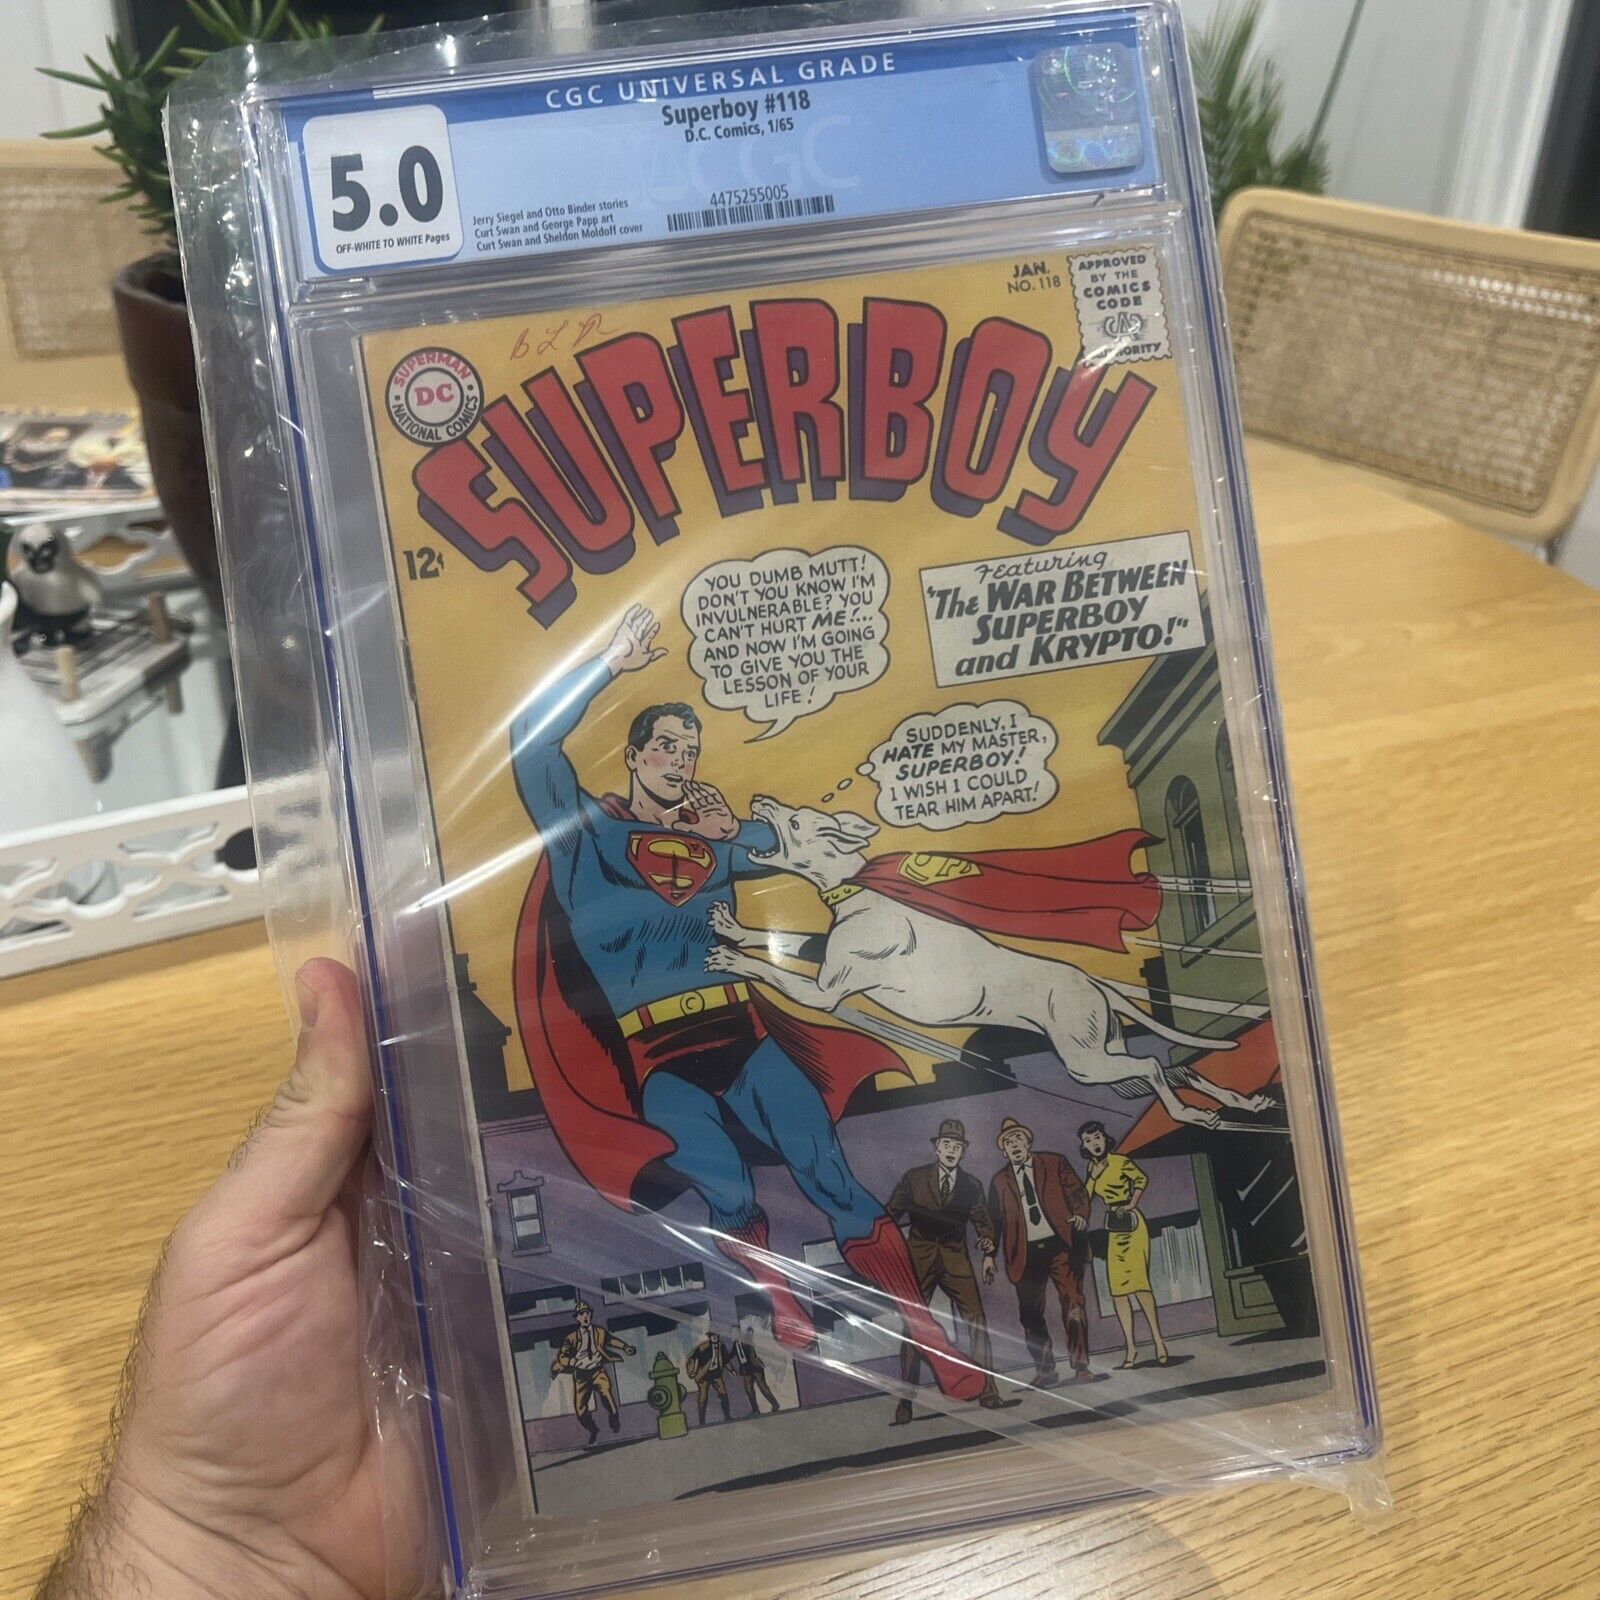 CGC UNIVERSAL GRADE
Superboy #118
D.C. Comics, 1/65
5.0
OFF-WHITE TO WHITE Pages
Jerry Siegel and Otto Binder stories
Curt Swan and George Papp art
Curt Swan and Sheldon Moldoff cover
4475255005
CGC
JAN.
NO. 118
APPROVED
BY THE
COMICS
CODE
AUTHORITY
SUPERMAN
DC
NATIONAL COMICS
SUPERBOY
12¢
Featuring
"The WAR BETWEEN
SUPERBOY
and KRYPTO!"
YOU DUMB MUTT!
DON'T YOU KNOW I'M
INVULNERABLE? YOU
CAN'T HURT ME!...
AND NOW I'M GOING
TO GIVE YOU THE
LESSON OF YOUR
LIFE!
SUDDENLY, I
HATE MY MASTER,
SUPERBOY!
I WISH I COULD
TEAR HIM APART!